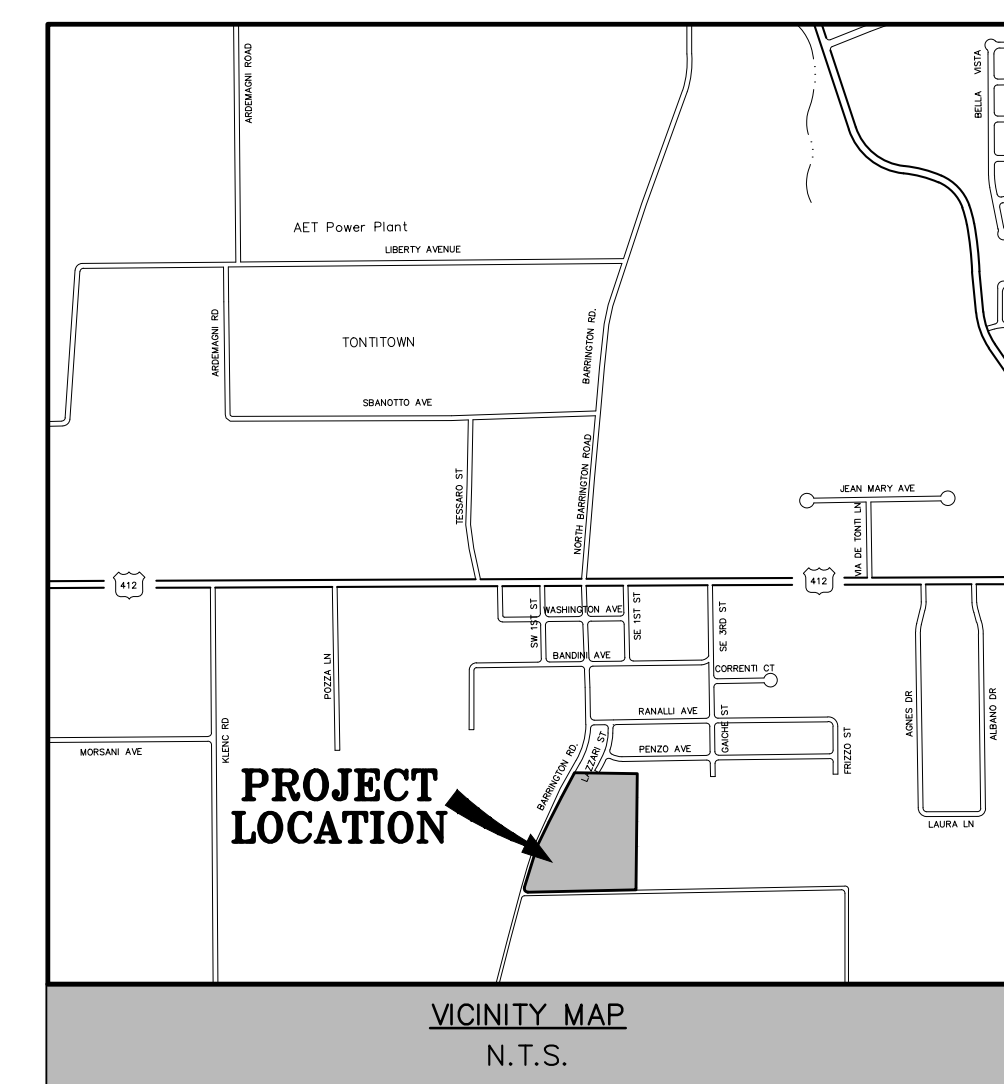 ARDEMAGNI ROAD
BELLA VISTA
AET Power Plant
LIBERTY AVENUE
ARDEMAGNI RD
TONTITOWN
BARRINGTON RD.
SBANOTTO AVE
TESSARO ST
NORTH BARRINGTON ROAD
JEAN MARY AVE
VIA DE TONTI LN
412
412
SW 1ST ST
WASHINGTON AVE
SE 1ST ST
SE 3RD ST
BANDINI AVE
POZZA LN
CORRENTI CT
KLENC RD
RANALLI AVE
GAICHE ST
AGNES DR
ALBANO DR
MORSANI AVE
BARRINGTON RD.
LAZZARI ST
PENZO AVE
FRIZZO ST
PROJECT
LOCATION
LAURA LN
VICINITY MAP
N.T.S.